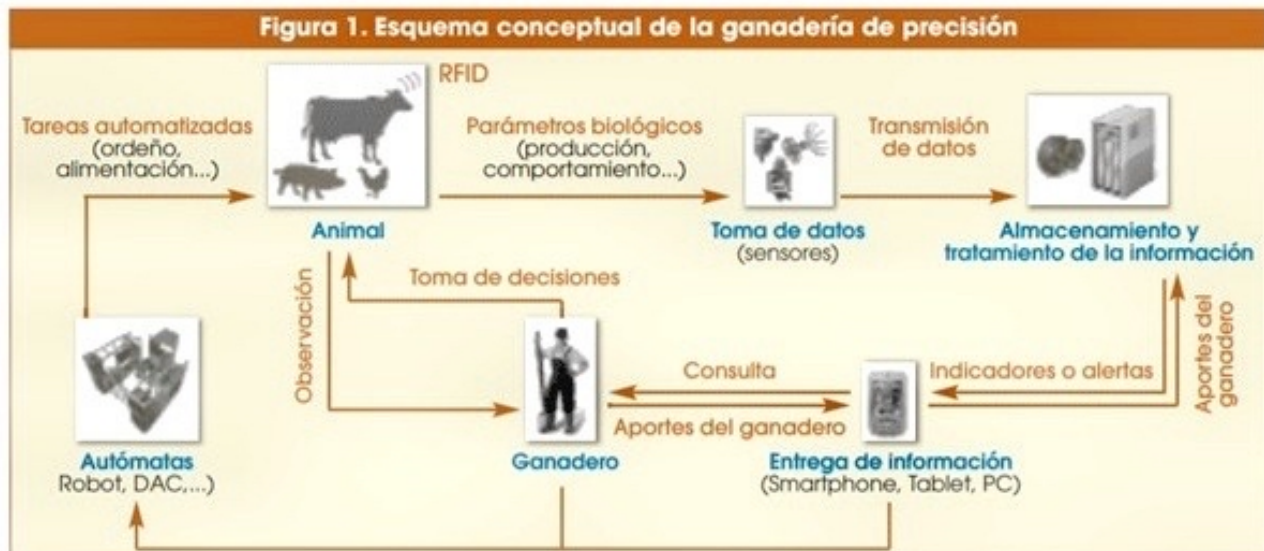 Figura 1. Esquema conceptual de la ganadería de precisión
RFID
Tareas automatizadas
(ordeño,
alimentación...)
Parámetros biológicos
(producción,
comportamiento...)
Transmisión
de datos
Animal
Toma de datos
(sensores)
Almacenamiento y
tratamiento de la información
Observación
Toma de decisiones
Aportes del
ganadero
Consulta
Indicadores o alertas
Aportes del ganadero
Autómatas
Robot, DAC,...)
Ganadero
Entrega de información
(Smartphone, Tablet, PC)